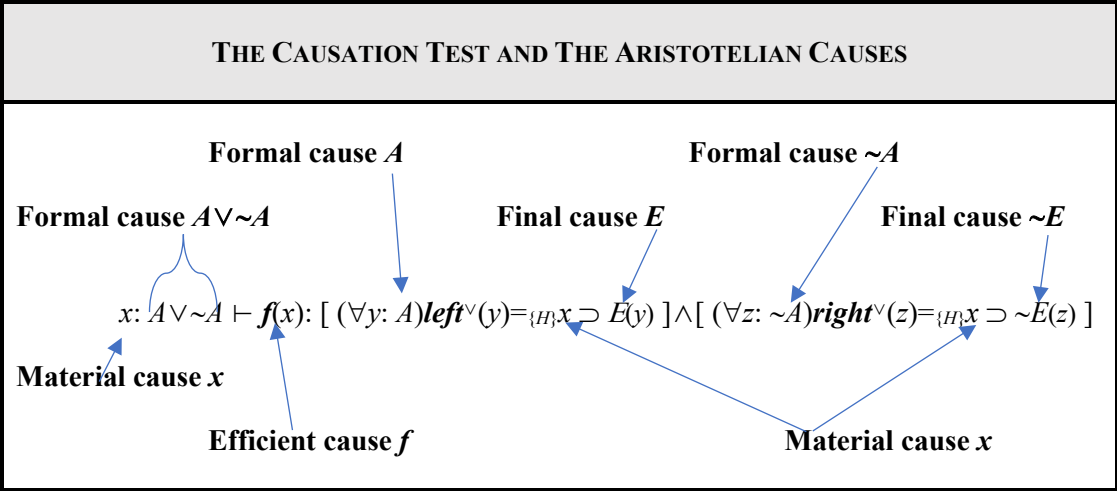 THE CAUSATION TEST AND THE ARISTOTELIAN CAUSES
Formal cause A Formal cause ~A
Formal cause A∨~A Final cause E Final cause ~E
x: A∨~A ⊢ f(x): [ (∀y: A)left^∨(y)=_{H}x ⊃ E(y) ]∧[ (∀z: ~A)right^∨(z)=_{H}x ⊃ ~E(z) ]
Material cause x
Efficient cause f Material cause x